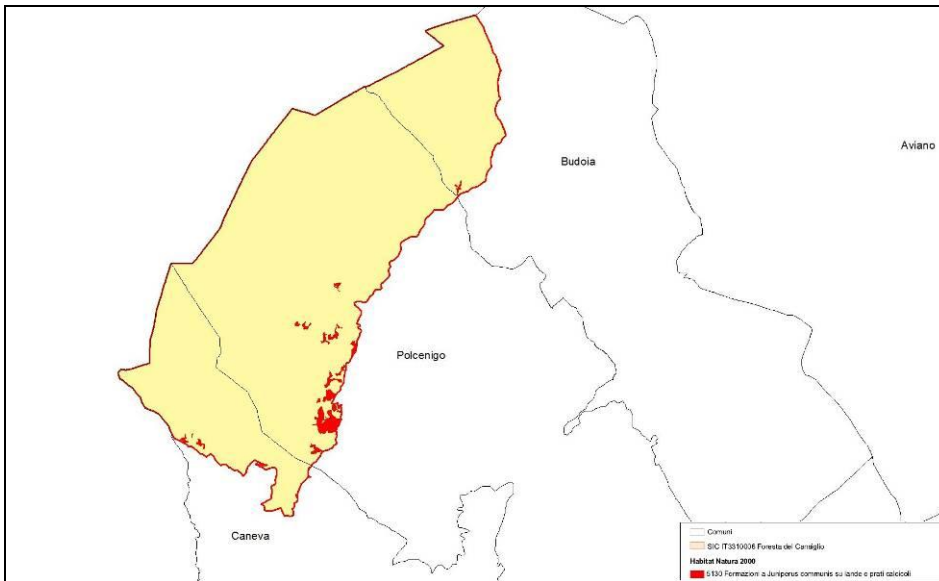 Aviano
Budoia
Polcenigo
Caneva
Comuni
SIC IT3310006 Foresta del Cansiglio
Habitat Natura 2000
5130 Formazioni a Juniperus communis su lande e prati calcicoli